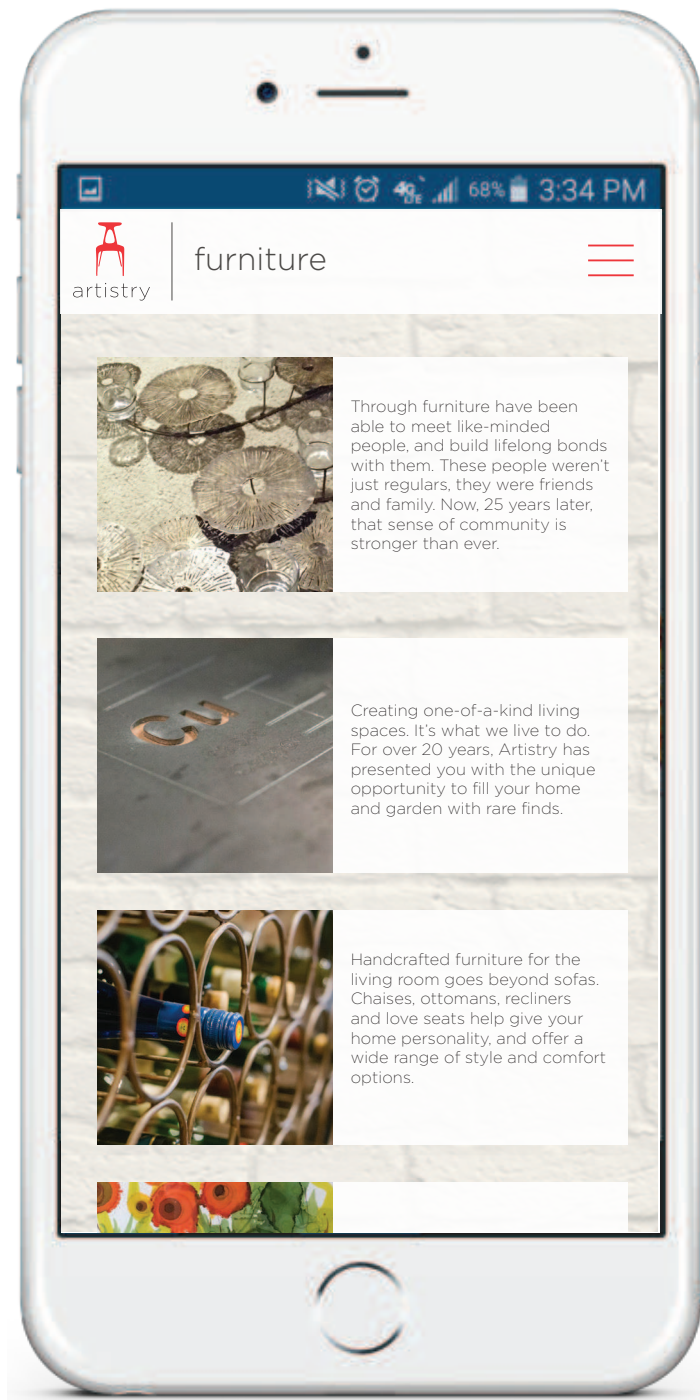 4G LTE 68% 3:34 PM
artistry
furniture
Through furniture have been
able to meet like-minded
people, and build lifelong bonds
with them. These people weren't
just regulars, they were friends
and family. Now, 25 years later,
that sense of community is
stronger than ever.
Cu
Creating one-of-a-kind living
spaces. It's what we live to do.
For over 20 years, Artistry has
presented you with the unique
opportunity to fill your home
and garden with rare finds.
Handcrafted furniture for the
living room goes beyond sofas.
Chaises, ottomans, recliners
and love seats help give your
home personality, and offer a
wide range of style and comfort
options.